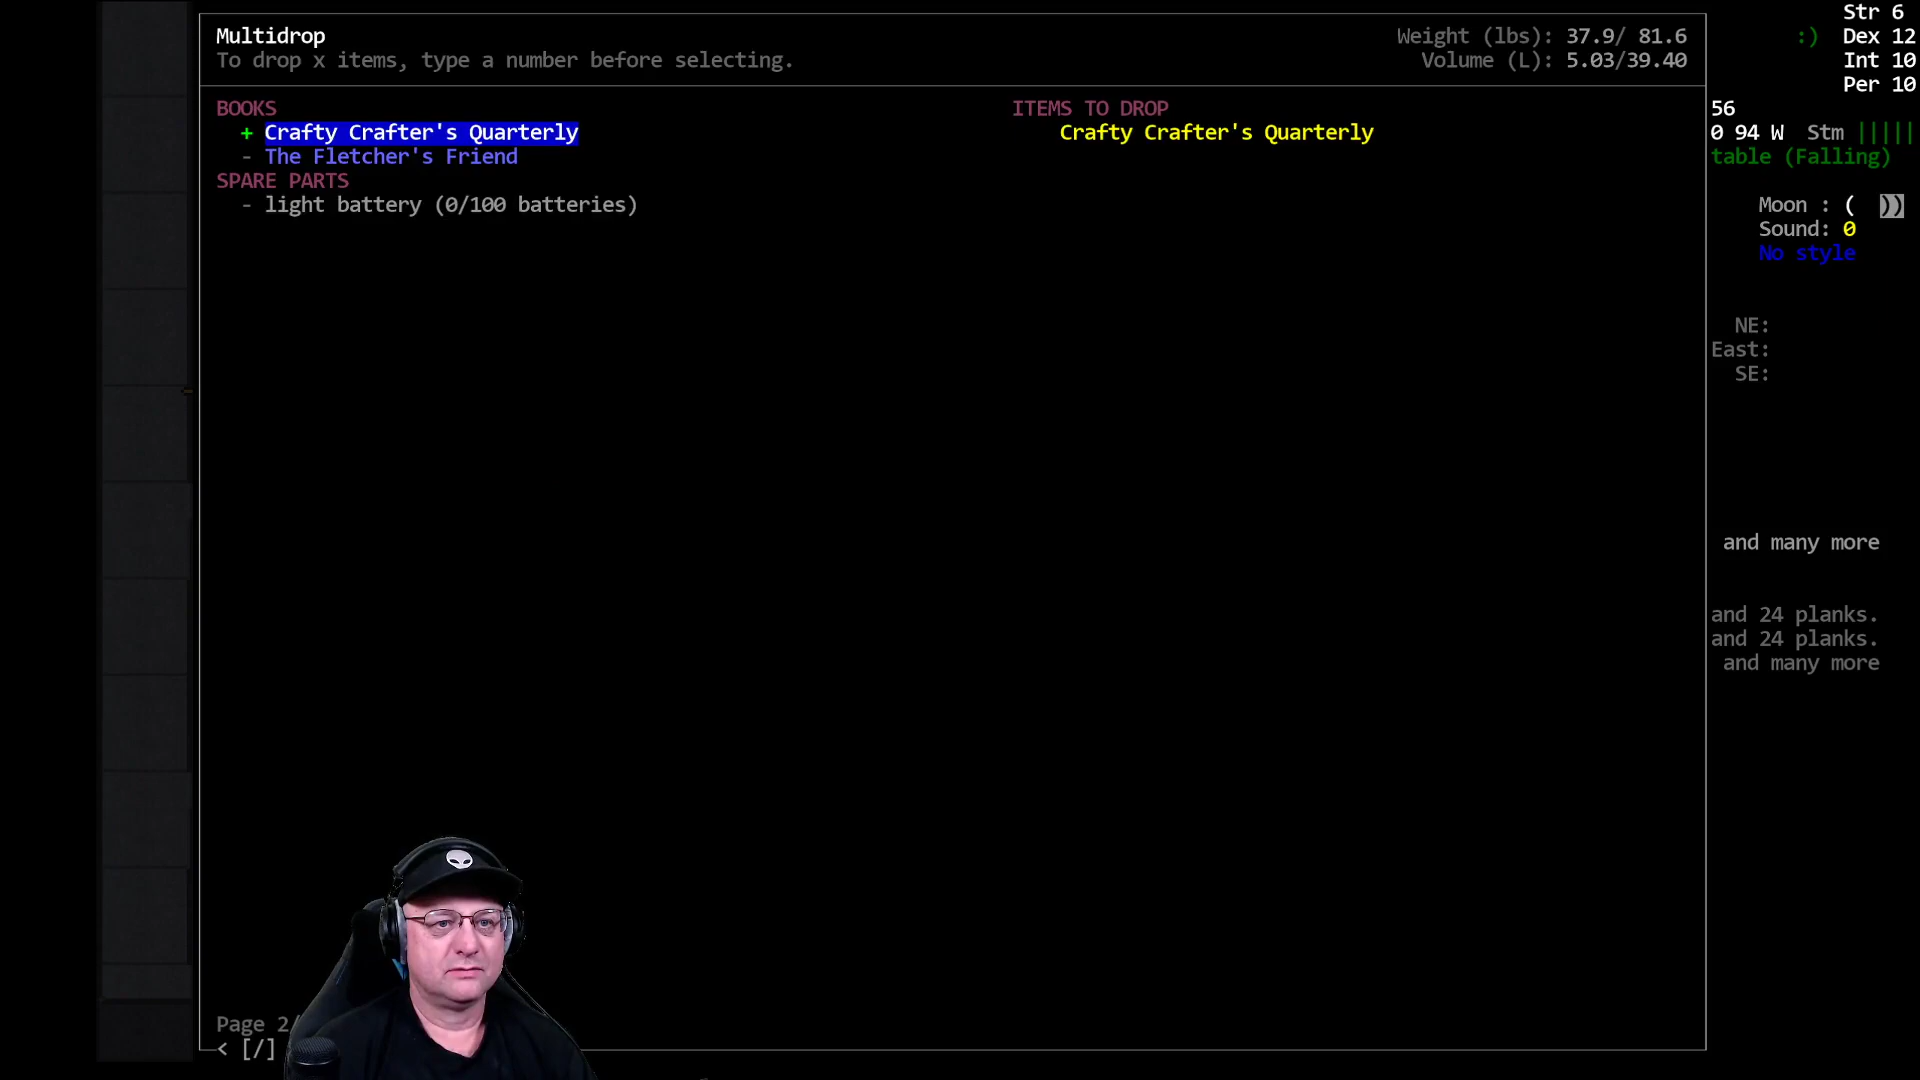 Multidrop
To drop x items, type a number before selecting.
Weight (lbs): 37.9/ 81.6
Volume (L): 5.03/39.40
BOOKS
+ Crafty Crafter's Quarterly
- The Fletcher's Friend
SPARE PARTS
- light battery (0/100 batteries)
ITEMS TO DROP
Crafty Crafter's Quarterly
Page 2/
< [/]
Str 6
:) Dex 12
Int 10
Per 10
56
0 94 W Stm |||||
table (Falling)
Moon : ( ))
Sound: 0
No style
NE:
East:
SE:
and many more
and 24 planks.
and 24 planks.
and many more